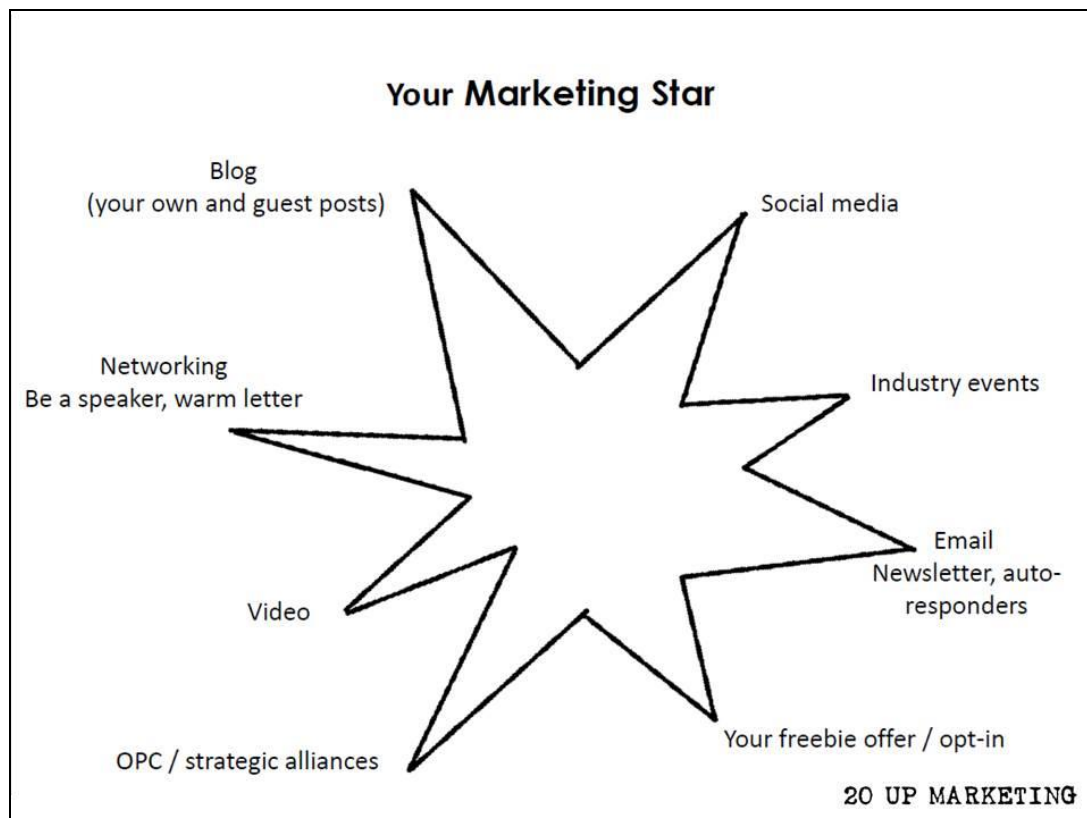 Your Marketing Star
Blog
(your own and guest posts)
Social media
Networking
Be a speaker, warm letter
Industry events
Email
Newsletter, auto-
responders
Video
Your freebie offer / opt-in
OPC / strategic alliances
20 UP MARKETING